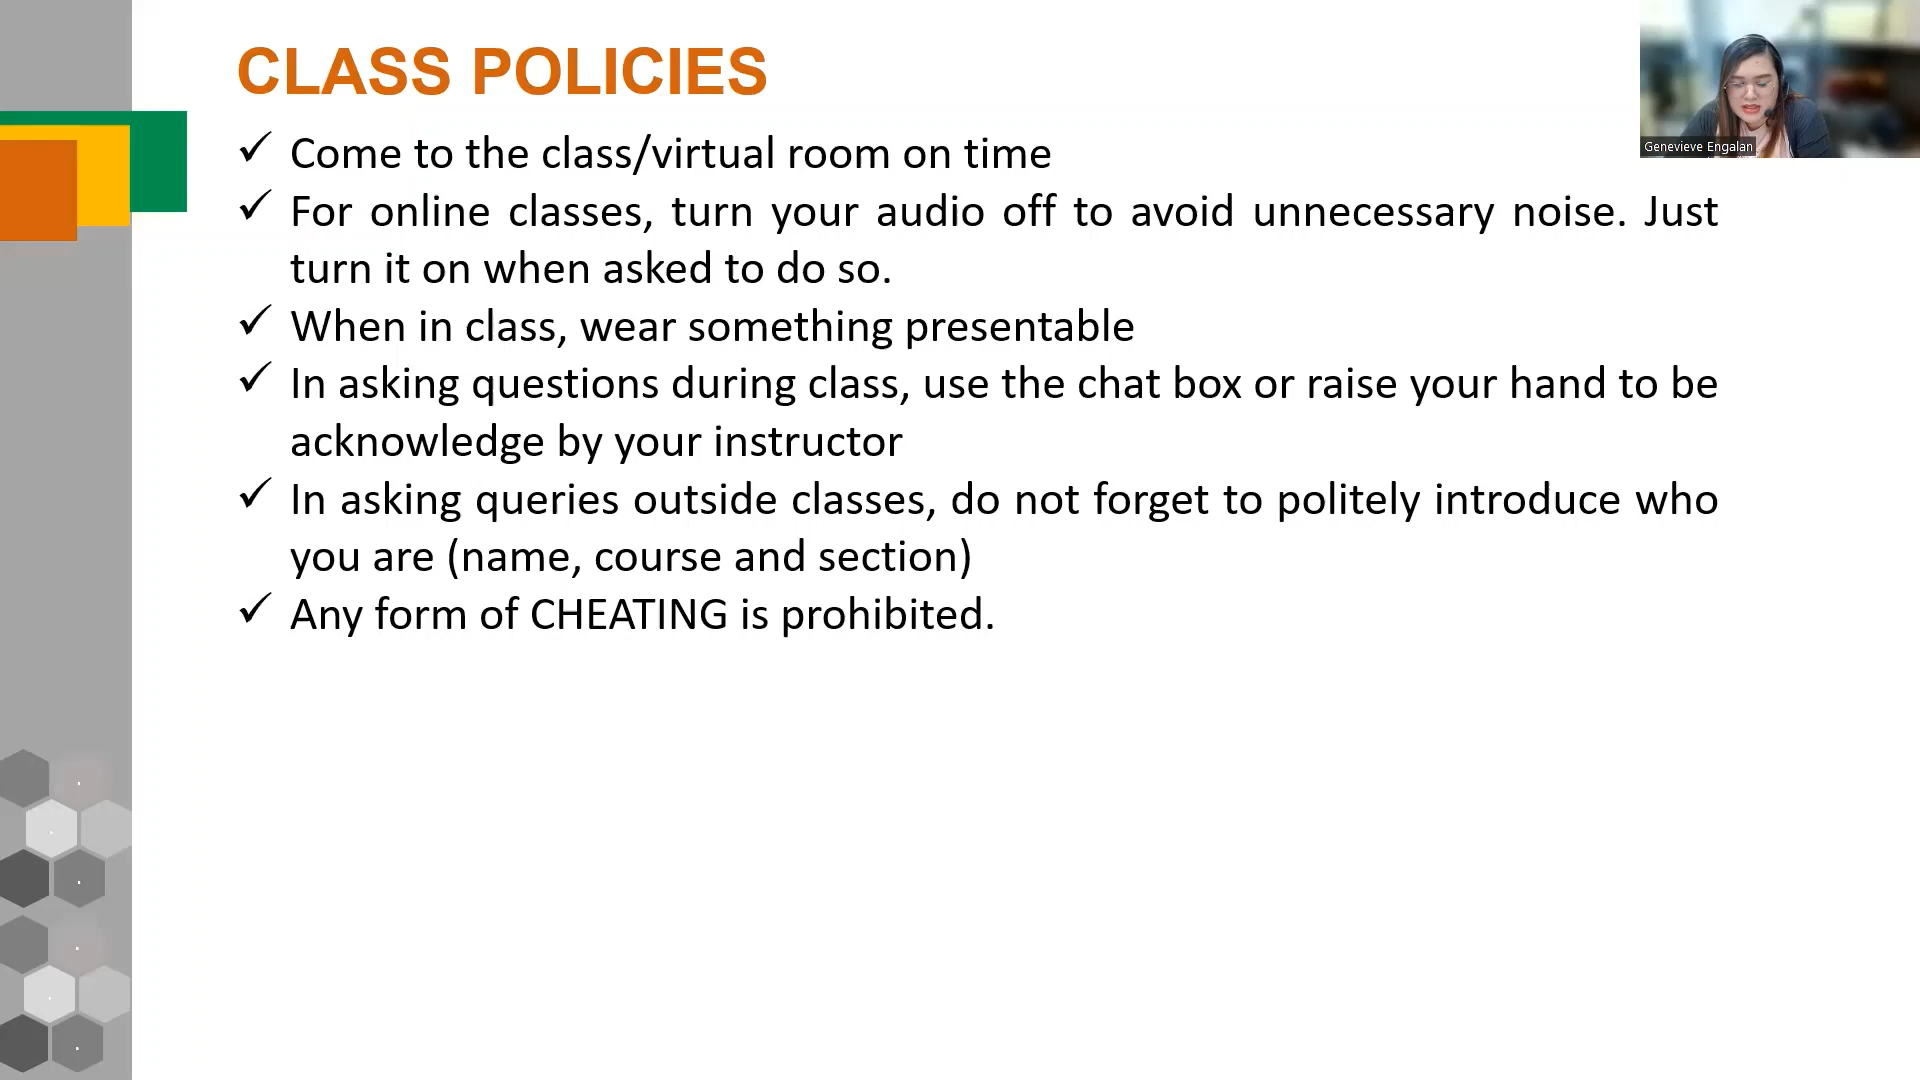 CLASS POLICIES
Genevieve Engalan
✓ Come to the class/virtual room on time
✓ For online classes, turn your audio off to avoid unnecessary noise. Just
turn it on when asked to do so.
✓ When in class, wear something presentable
✓ In asking questions during class, use the chat box or raise your hand to be
acknowledge by your instructor
✓ In asking queries outside classes, do not forget to politely introduce who
you are (name, course and section)
✓ Any form of CHEATING is prohibited.